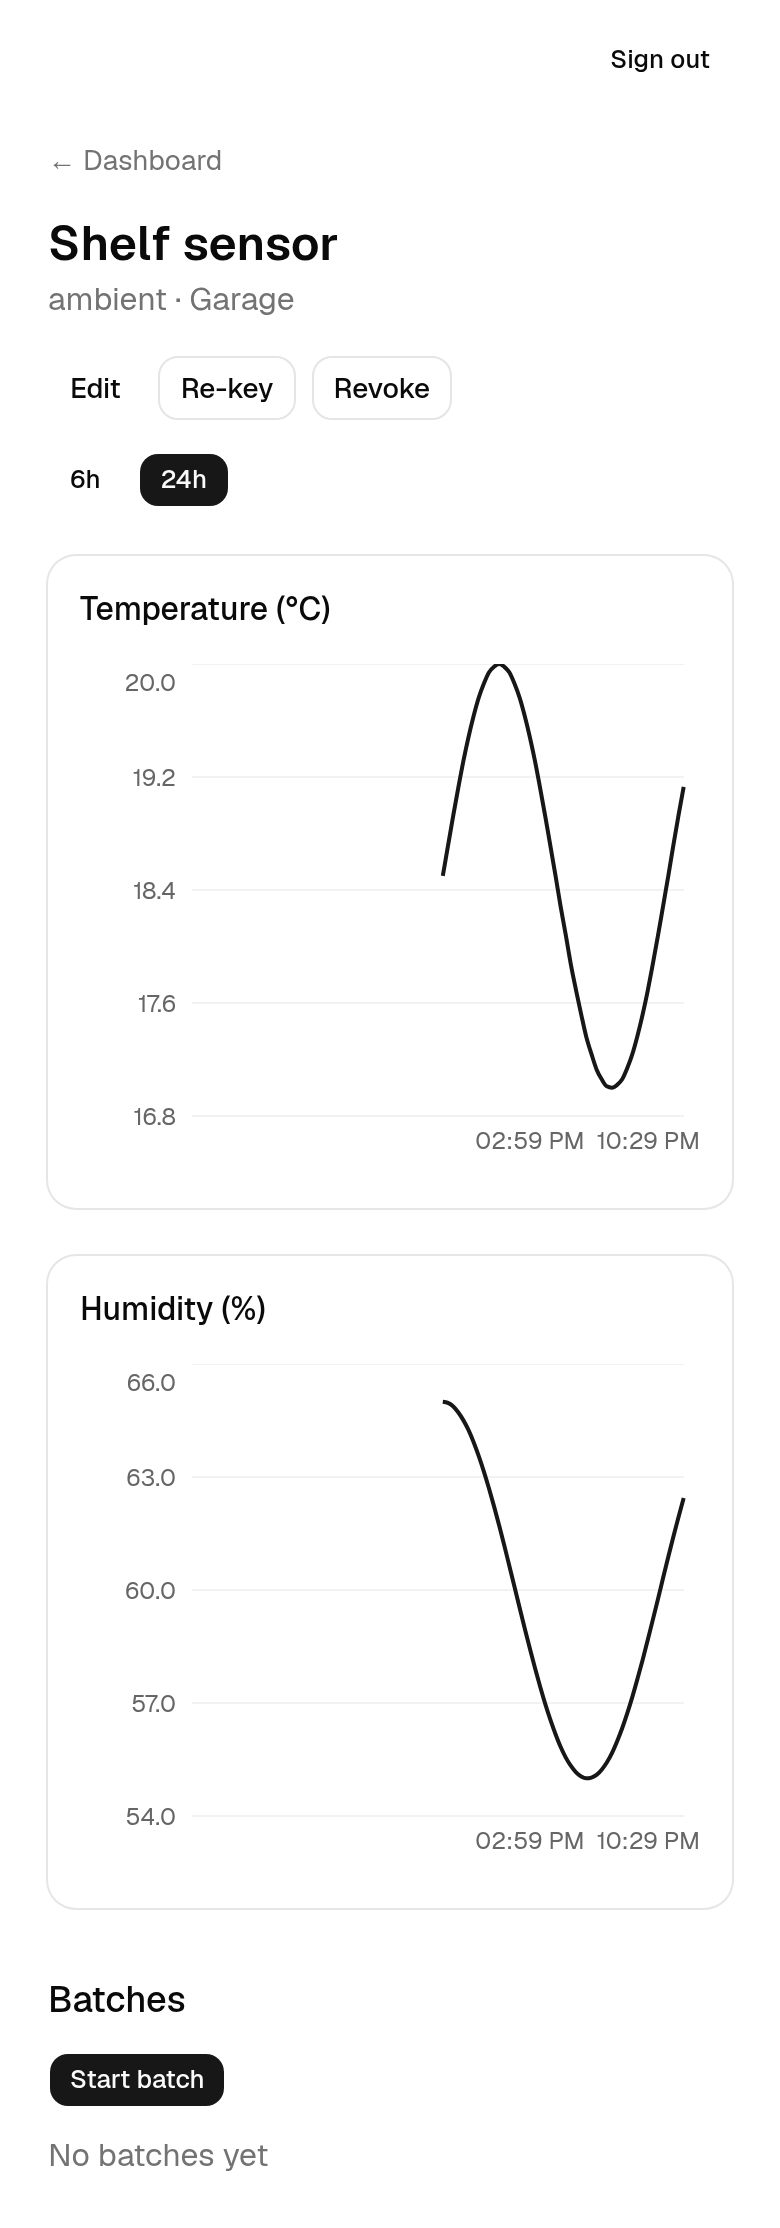 Sign out
← Dashboard
Shelf sensor
ambient · Garage
Edit Re-key Revoke
6h 24h
Temperature (°C)
20.0
19.2
18.4
17.6
16.8
02:59 PM 10:29 PM
Humidity (%)
66.0
63.0
60.0
57.0
54.0
02:59 PM 10:29 PM
Batches
Start batch
No batches yet